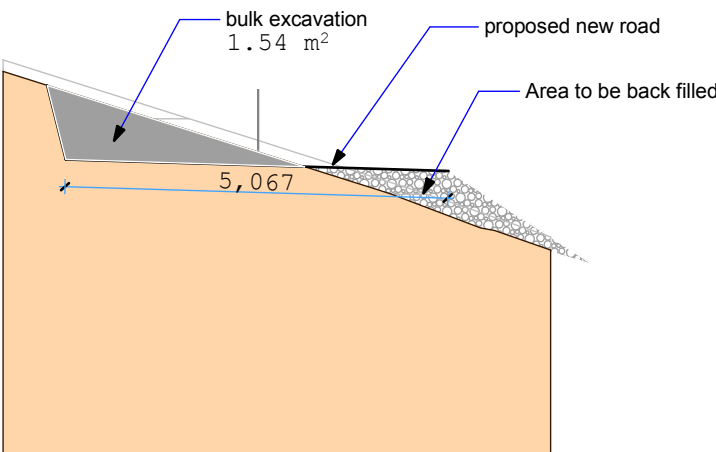 bulk excavation
1.54 m²
proposed new road
Area to be back filled
5,067